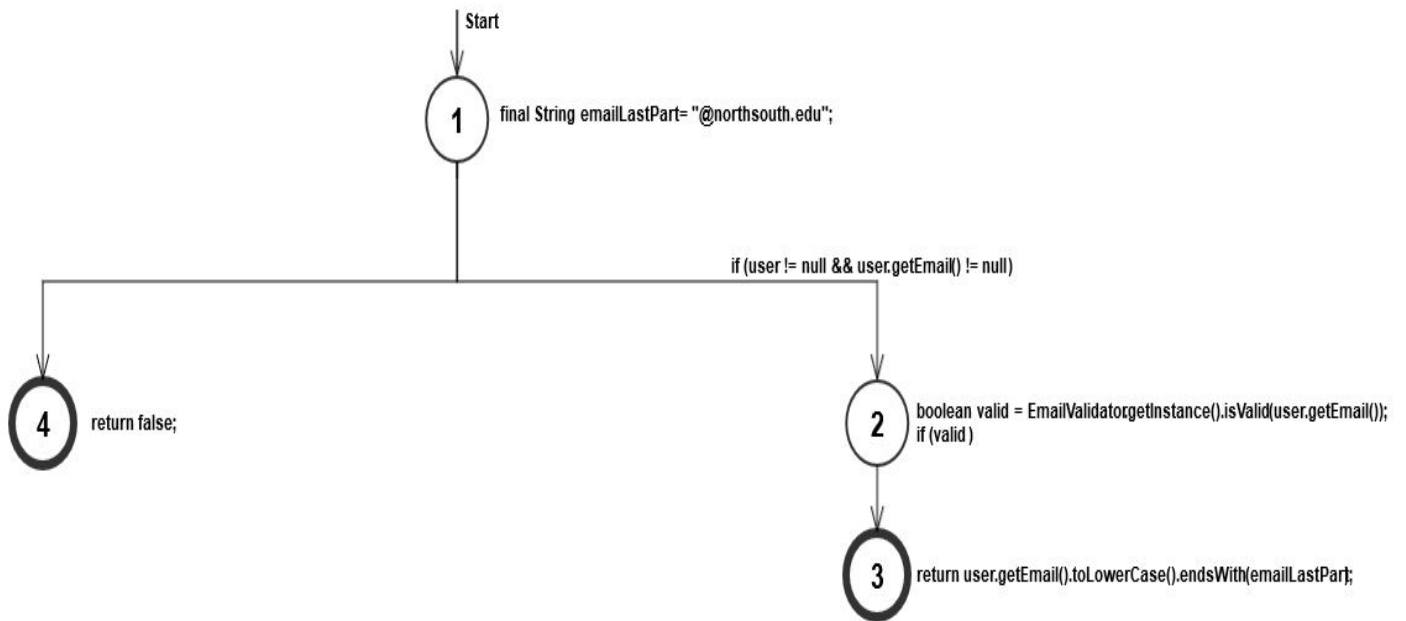 Start
1
final String emailLastPart= "@northsouth.edu";
if (user != null && user.getEmail() != null)
4
return false;
2
boolean valid = EmailValidator.getInstance().isValid(user.getEmail());
if (valid )
3
return user.getEmail().toLowerCase().endsWith(emailLastPart);